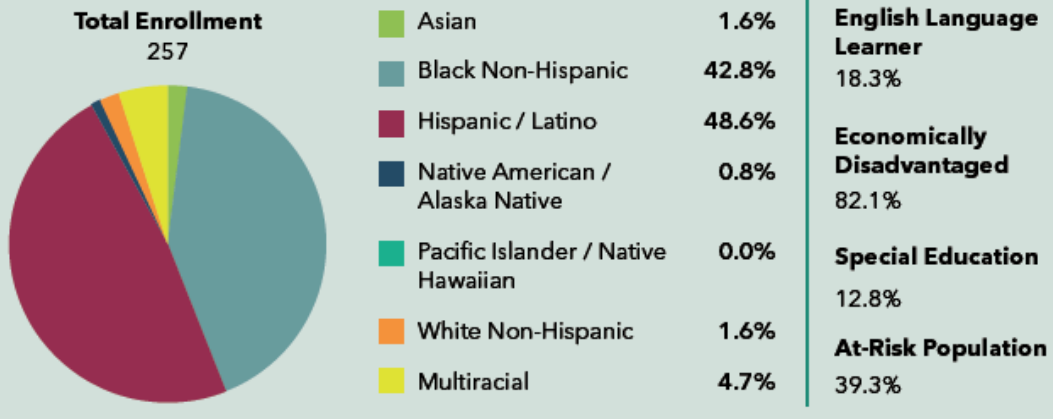 Total Enrollment
257
Asian 1.6%
Black Non-Hispanic 42.8%
Hispanic / Latino 48.6%
Native American / 0.8%
Alaska Native
Pacific Islander / Native 0.0%
Hawaiian
White Non-Hispanic 1.6%
Multiracial 4.7%
English Language
Learner
18.3%
Economically
Disadvantaged
82.1%
Special Education
12.8%
At-Risk Population
39.3%